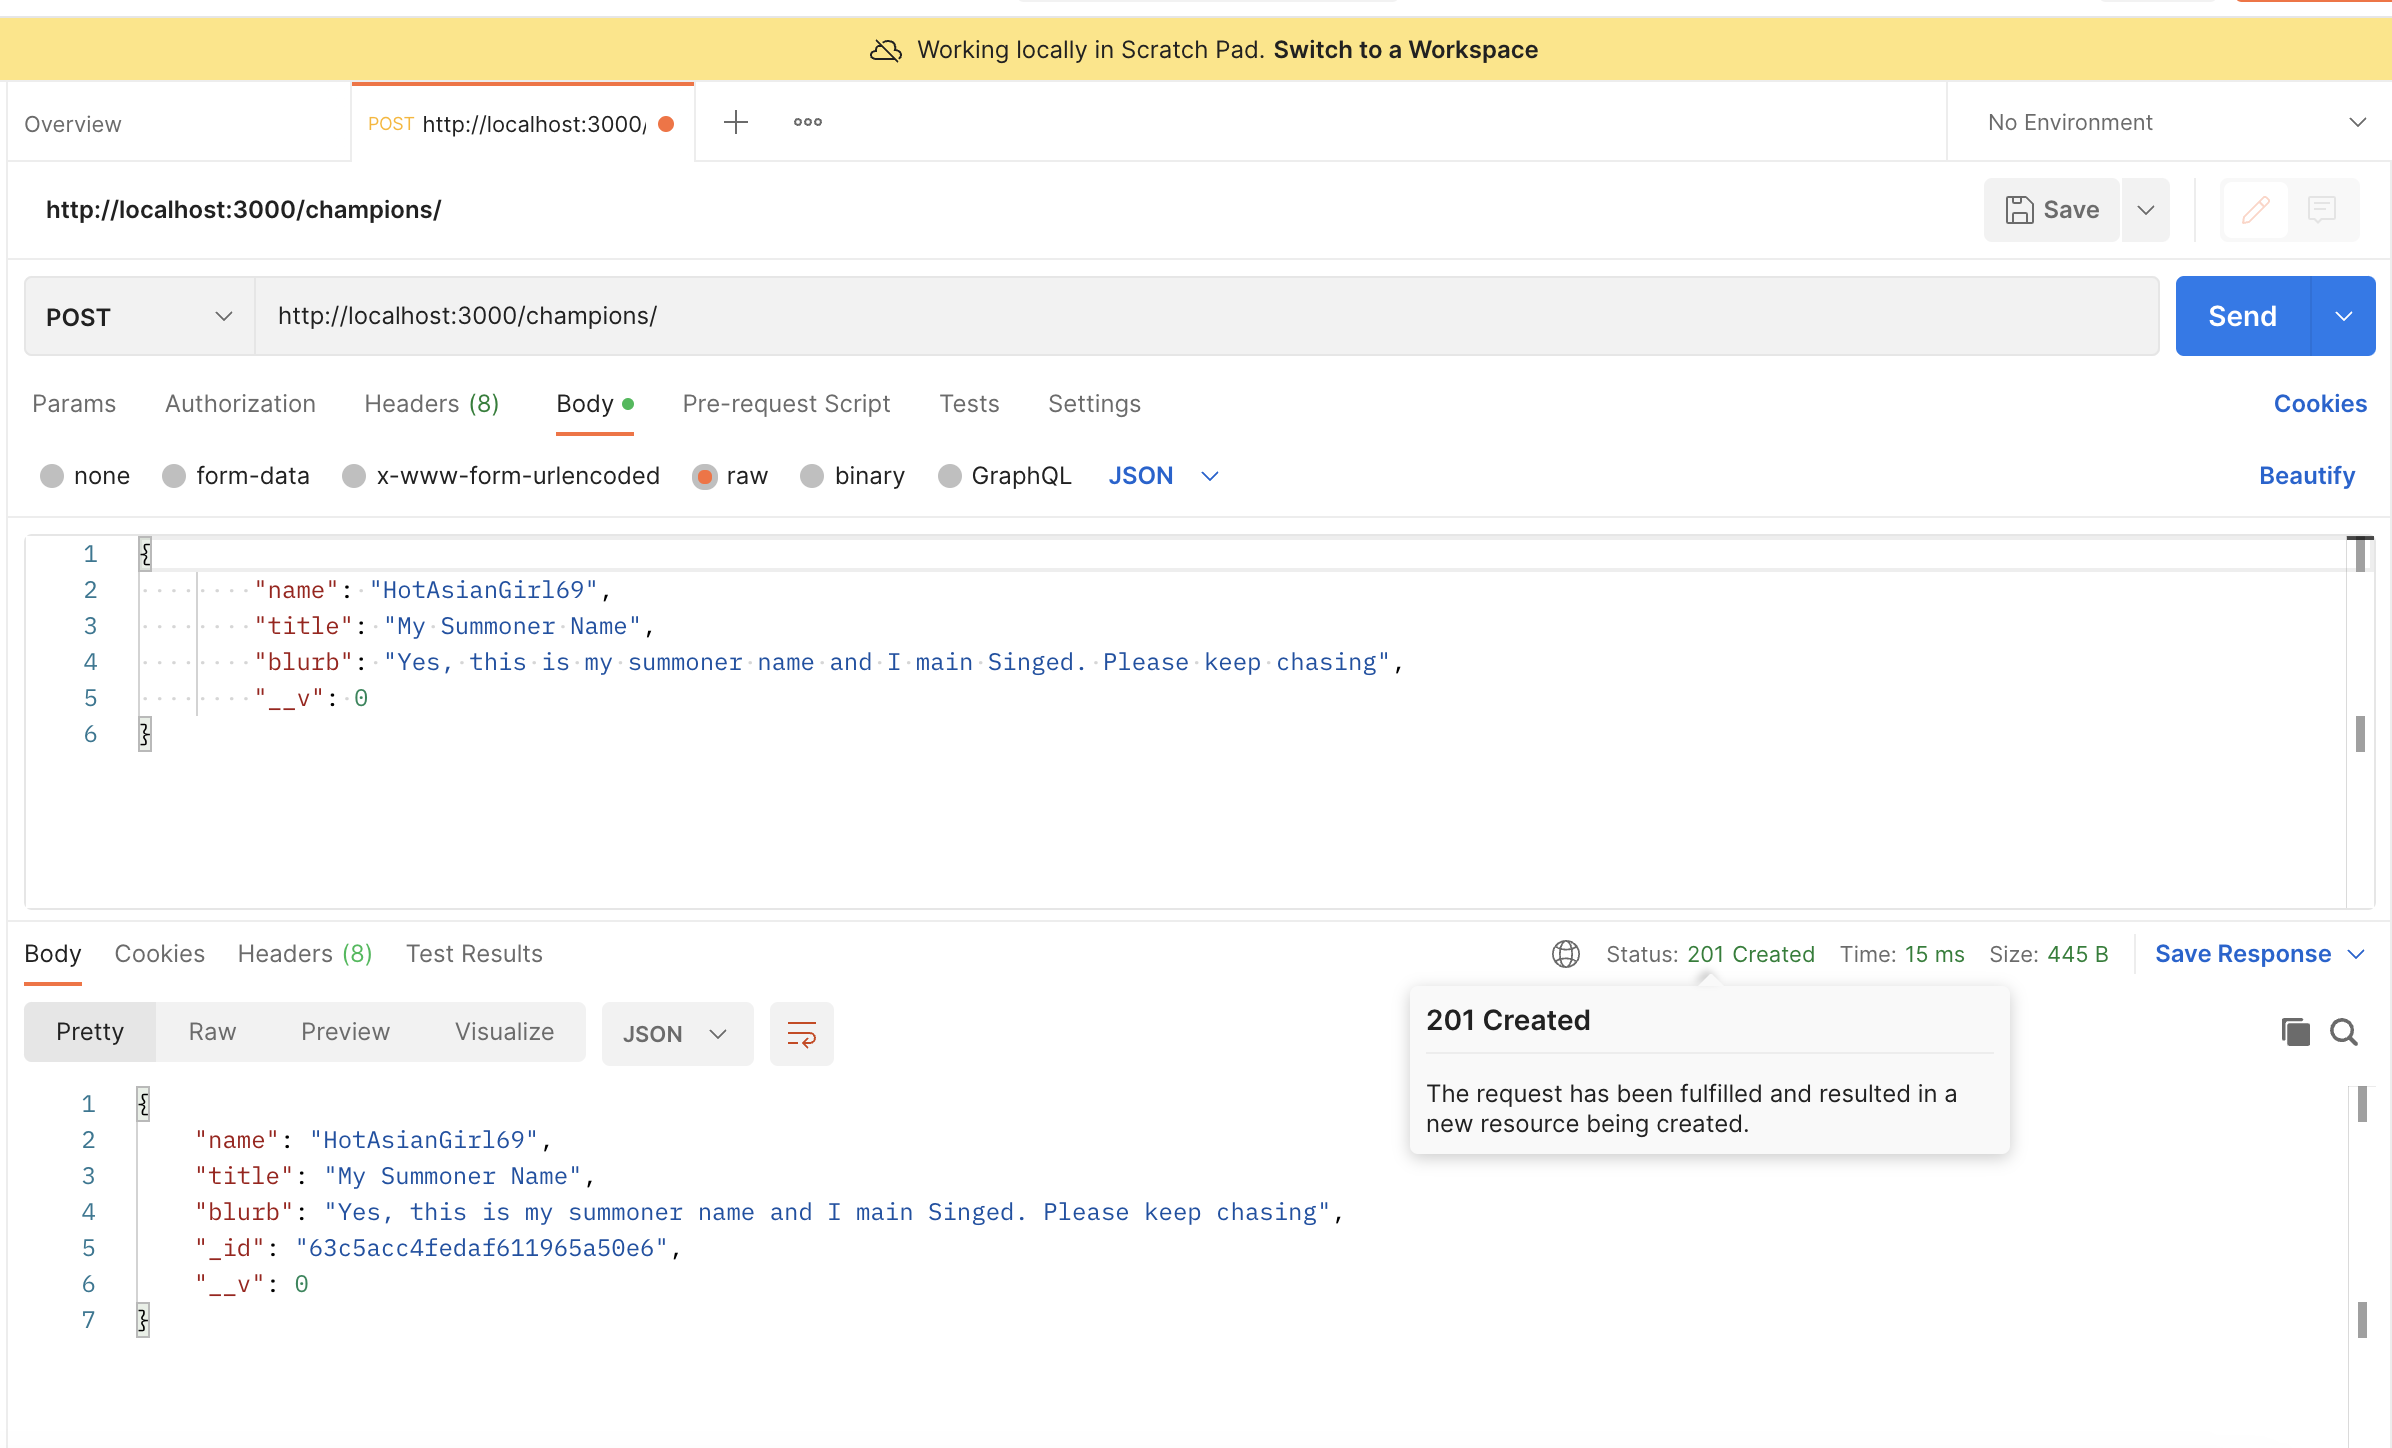 Working locally in Scratch Pad. Switch to a Workspace
Overview
POST http://localhost:3000/
No Environment
http://localhost:3000/champions/
Save
POST
http://localhost:3000/champions/
Send
Params Authorization Headers (8) Body Pre-request Script Tests Settings
Cookies
none form-data x-www-form-urlencoded raw binary GraphQL JSON
Beautify
1 {
2 "name": "HotAsianGirl69",
3 "title": "My Summoner Name",
4 "blurb": "Yes, this is my summoner name and I main Singed. Please keep chasing",
5 "__v": 0
6 }
Body Cookies Headers (8) Test Results
Status: 201 Created Time: 15 ms Size: 445 B
Save Response
Pretty Raw Preview Visualize JSON
201 Created
The request has been fulfilled and resulted in a
new resource being created.
1 {
2 "name": "HotAsianGirl69",
3 "title": "My Summoner Name",
4 "blurb": "Yes, this is my summoner name and I main Singed. Please keep chasing",
5 "_id": "63c5acc4fedaf611965a50e6",
6 "__v": 0
7 }